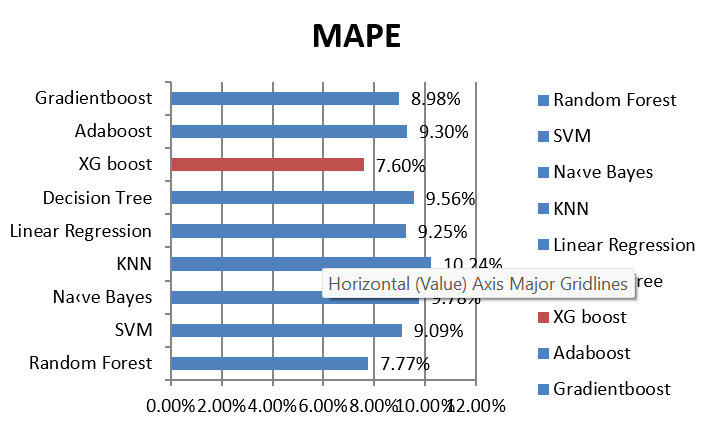 MAPE
Gradientboost 8.98%
Adaboost 9.30%
XG boost 7.60%
Decision Tree 9.56%
Linear Regression 9.25%
KNN 10.24%
Na‹ve Bayes 9.78%
SVM 9.09%
Random Forest 7.77%
0.00% 2.00% 4.00% 6.00% 8.00% 10.00% 12.00%
Horizontal (Value) Axis Major Gridlines
Random Forest
SVM
Na‹ve Bayes
KNN
Linear Regression
ree
XG boost
Adaboost
Gradientboost